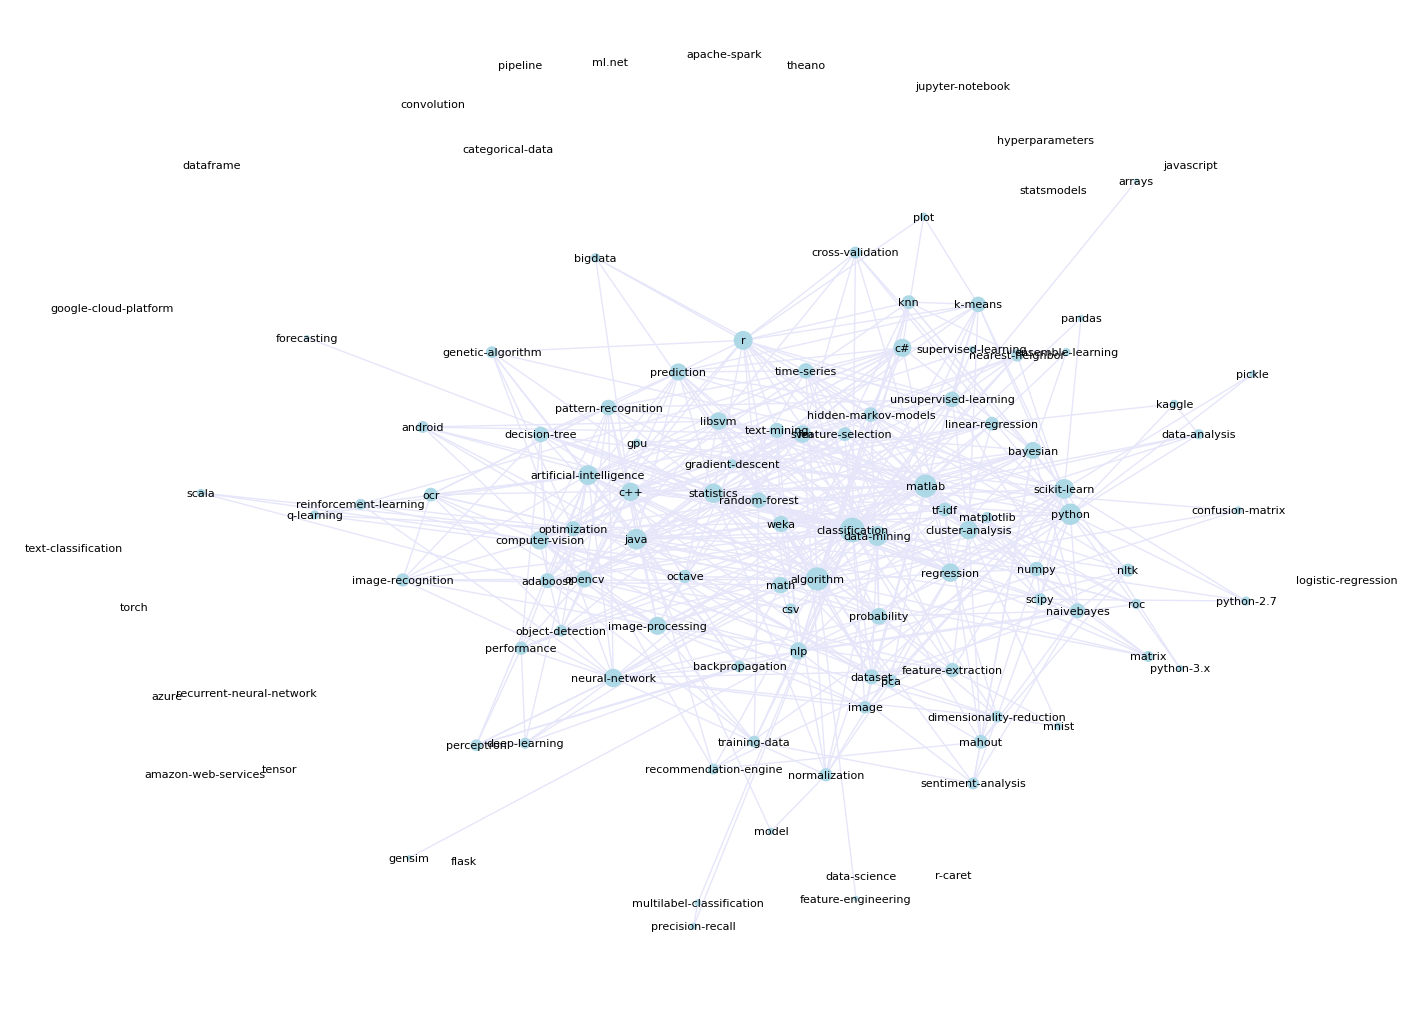 apache-spark
ml.net
pipeline
theano
jupyter-notebook
convolution
hyperparameters
categorical-data
dataframe
javascript
arrays
statsmodels
plot
cross-validation
bigdata
knn
k-means
google-cloud-platform
pandas
forecasting
r
c#
supervised-learning
genetic-algorithm
ensemble-learning
nearest-neighbor
prediction
time-series
pickle
unsupervised-learning
kaggle
pattern-recognition
hidden-markov-models
libsvm
linear-regression
android
text-mining
decision-tree
svm
feature-selection
data-analysis
gpu
bayesian
gradient-descent
artificial-intelligence
matlab
scikit-learn
scala
ocr
c++
statistics
random-forest
reinforcement-learning
q-learning
tf-idf
matplotlib
python
confusion-matrix
weka
optimization
classification
cluster-analysis
data-mining
computer-vision
java
text-classification
numpy
nltk
regression
octave
image-recognition
adaboost
opencv
algorithm
logistic-regression
math
scipy
python-2.7
roc
torch
csv
naivebayes
probability
image-processing
object-detection
performance
nlp
matrix
python-3.x
backpropagation
feature-extraction
neural-network
dataset
pca
azure
recurrent-neural-network
image
dimensionality-reduction
mnist
perceptron
deep-learning
training-data
mahout
recommendation-engine
tensor
amazon-web-services
normalization
sentiment-analysis
model
gensim
flask
data-science
r-caret
feature-engineering
multilabel-classification
precision-recall